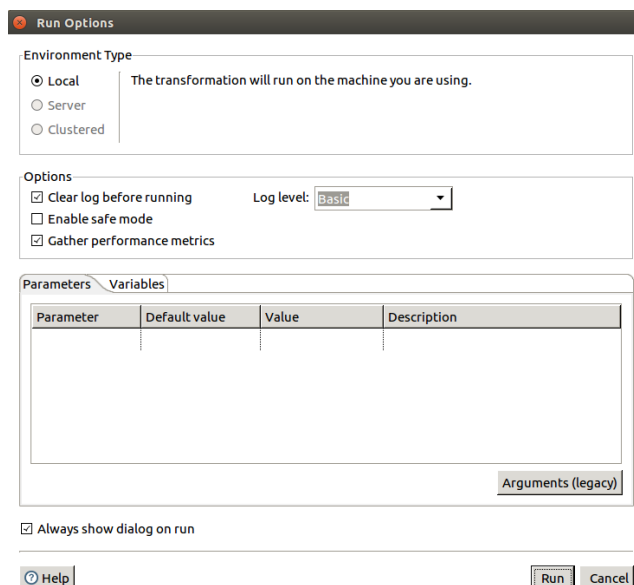 Run Options
Environment Type
Local The transformation will run on the machine you are using.
Server
Clustered
Options
Clear log before running Log level: Basic
Enable safe mode
Gather performance metrics
Parameters Variables
Parameter Default value Value Description
Arguments (legacy)
Always show dialog on run
Help Run Cancel